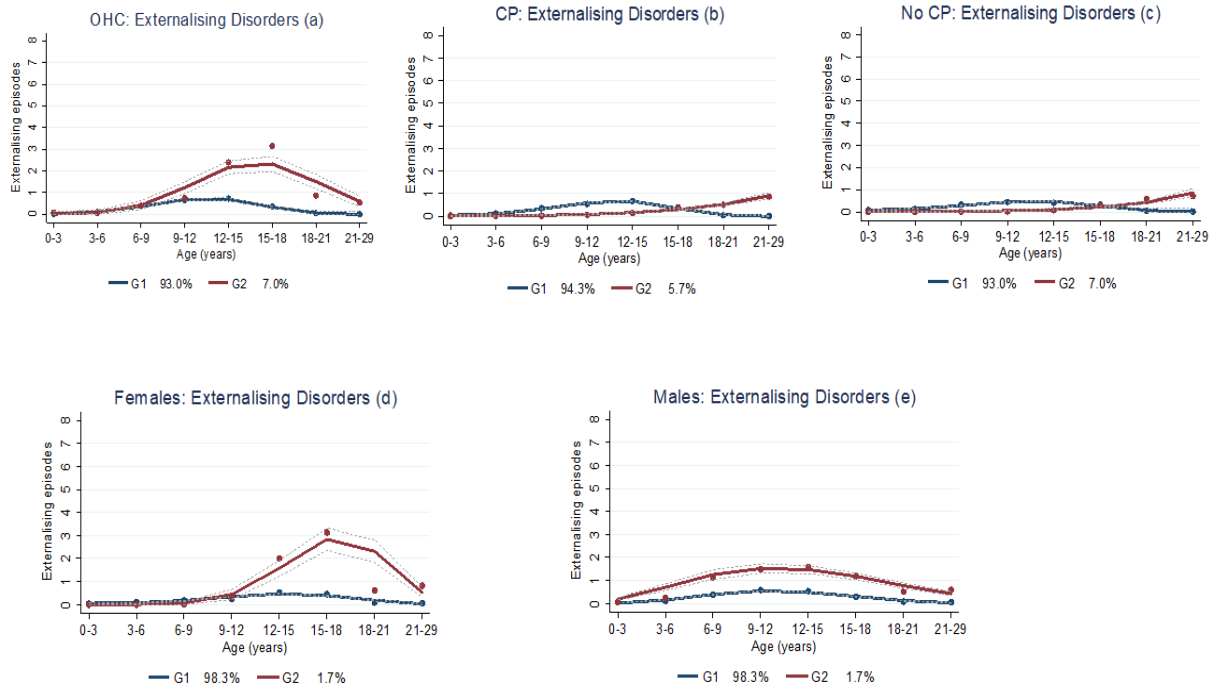 OHC: Externalising Disorders (a)
Externalising episodes
8
7
6
5
4
3
2
1
0
0-3 3-6 6-9 9-12 12-15 15-18 18-21 21-29
Age (years)
G1 93.0% G2 7.0%
CP: Externalising Disorders (b)
Externalising episodes
8
7
6
5
4
3
2
1
0
0-3 3-6 6-9 9-12 12-15 15-18 18-21 21-29
Age (years)
G1 94.3% G2 5.7%
No CP: Externalising Disorders (c)
Externalising episodes
8
7
6
5
4
3
2
1
0
0-3 3-6 6-9 9-12 12-15 15-18 18-21 21-29
Age (years)
G1 93.0% G2 7.0%
Females: Externalising Disorders (d)
Externalising episodes
8
7
6
5
4
3
2
1
0
0-3 3-6 6-9 9-12 12-15 15-18 18-21 21-29
Age (years)
G1 98.3% G2 1.7%
Males: Externalising Disorders (e)
Externalising episodes
8
7
6
5
4
3
2
1
0
0-3 3-6 6-9 9-12 12-15 15-18 18-21 21-29
Age (years)
G1 98.3% G2 1.7%